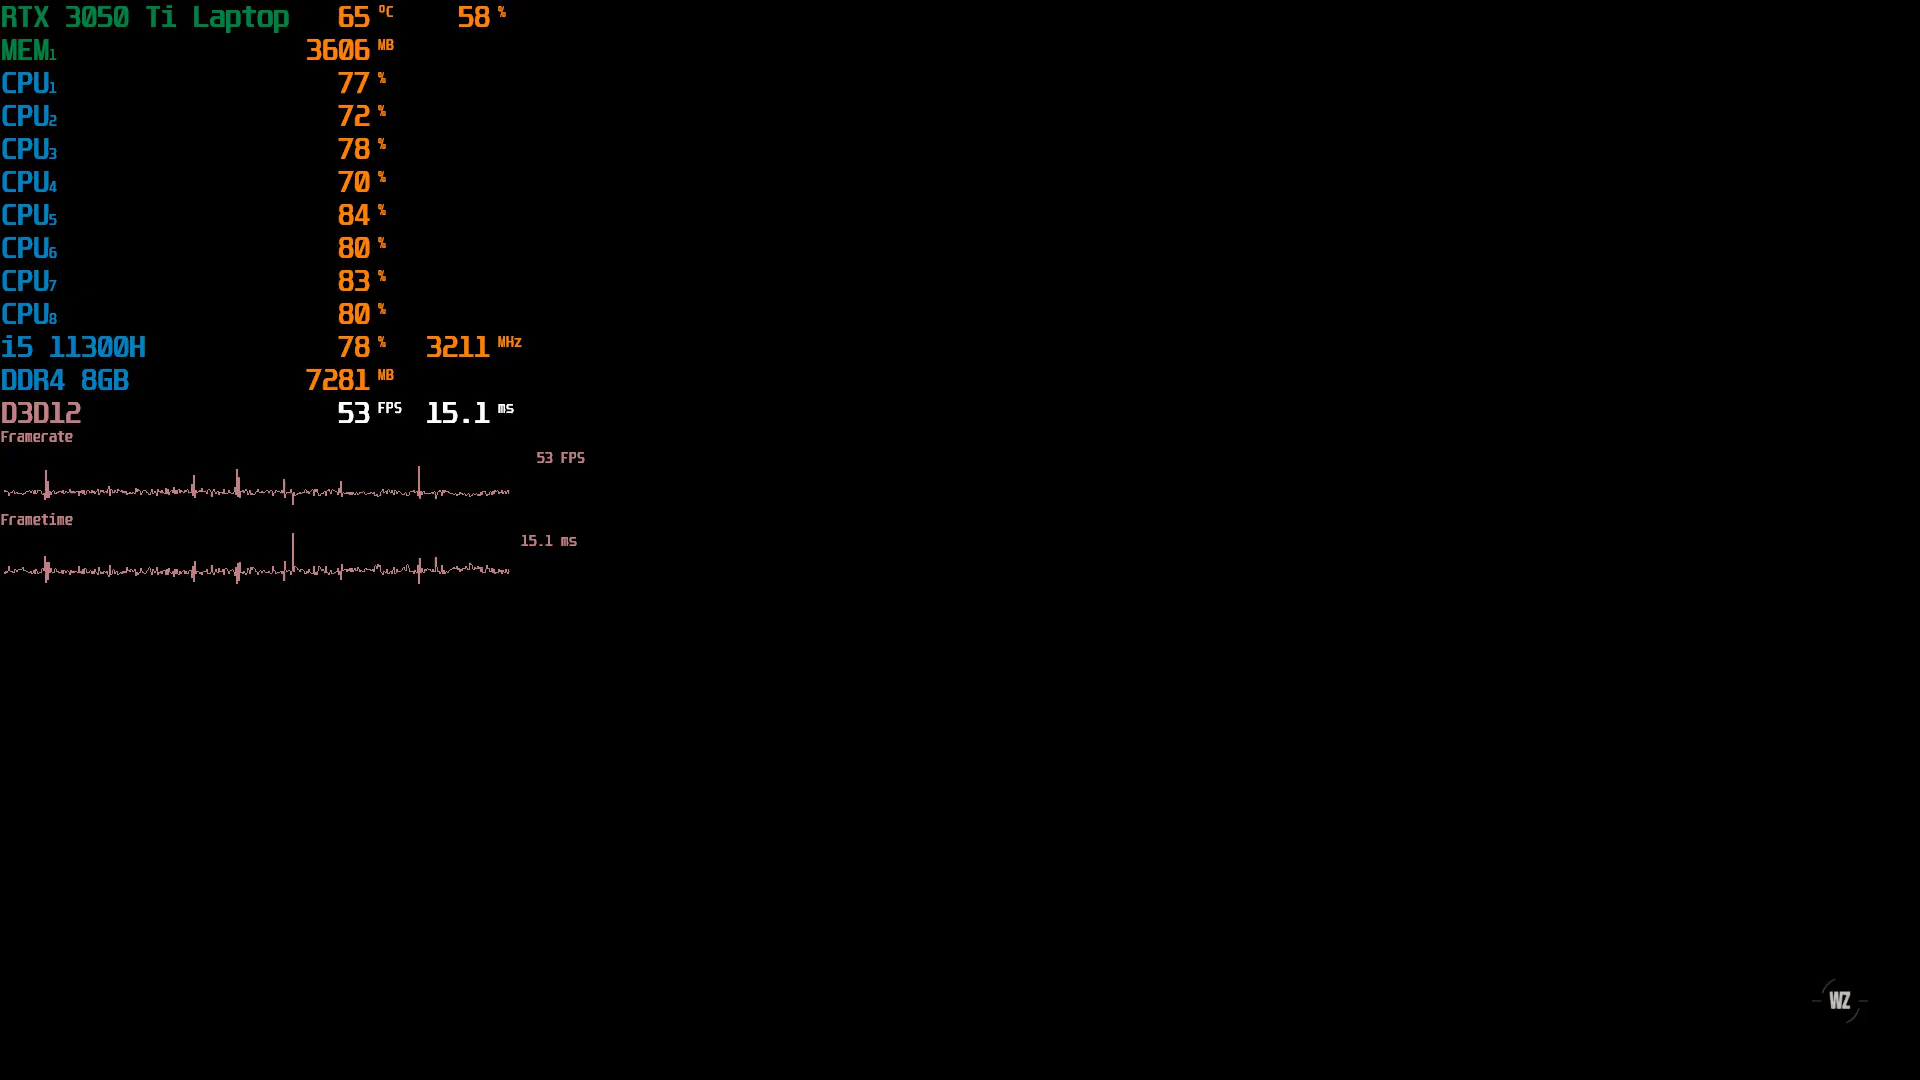 RTX 3050 Ti Laptop 65 °C 58 %
MEM1 3606 MB
CPU1 77 %
CPU2 72 %
CPU3 78 %
CPU4 70 %
CPU5 84 %
CPU6 80 %
CPU7 83 %
CPU8 80 %
i5 11300H 78 % 3211 MHz
DDR4 8GB 7281 MB
D3D12 53 FPS 15.1 ms
Framerate
53 FPS
Frametime
15.1 ms
WZ